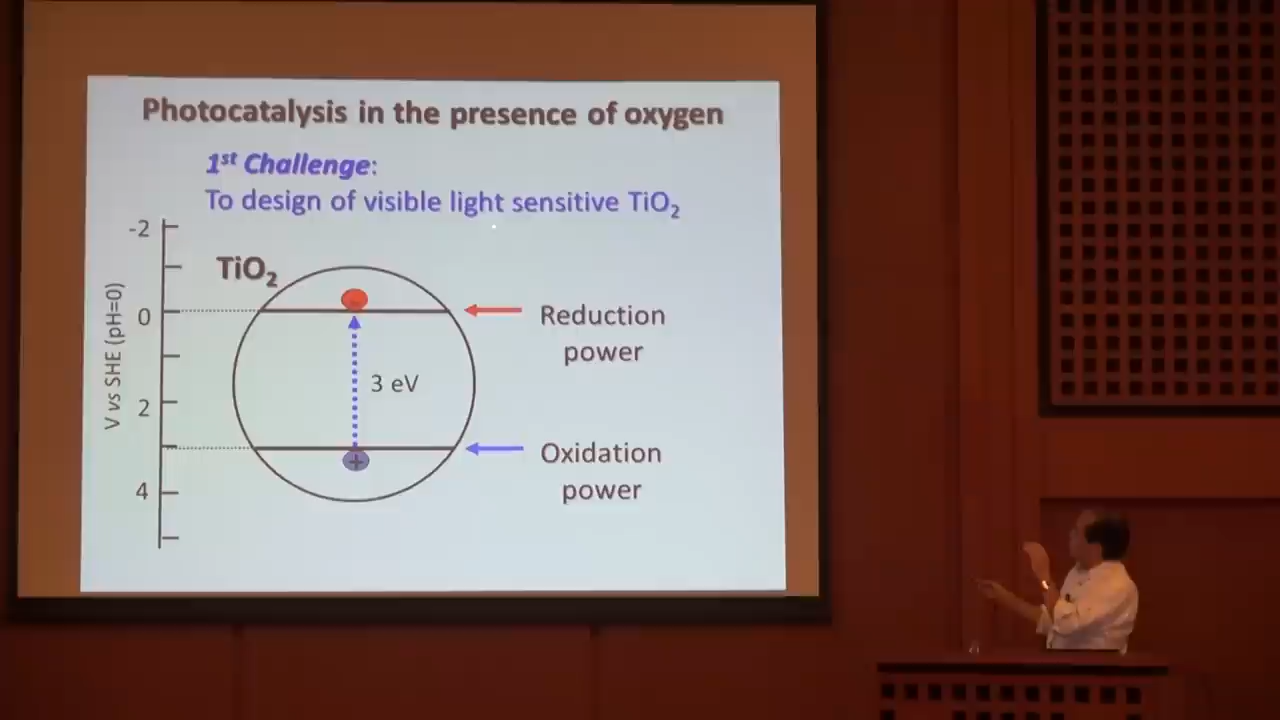 Photocatalysis in the presence of oxygen
1st Challenge:
To design of visible light sensitive TiO2
-2
TiO2
0
Reduction
power
V vs SHE (pH=0)
3 eV
2
Oxidation
power
4
+